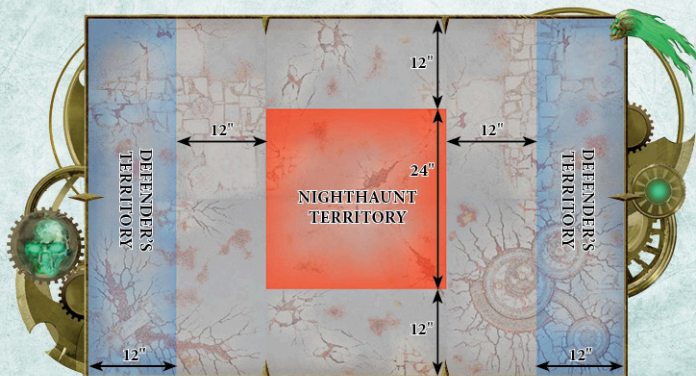 12"
12"
12"
24"
DEFENDER'S
TERRITORY
NIGHTHAUNT
TERRITORY
DEFENDER'S
TERRITORY
12"
12"
12"